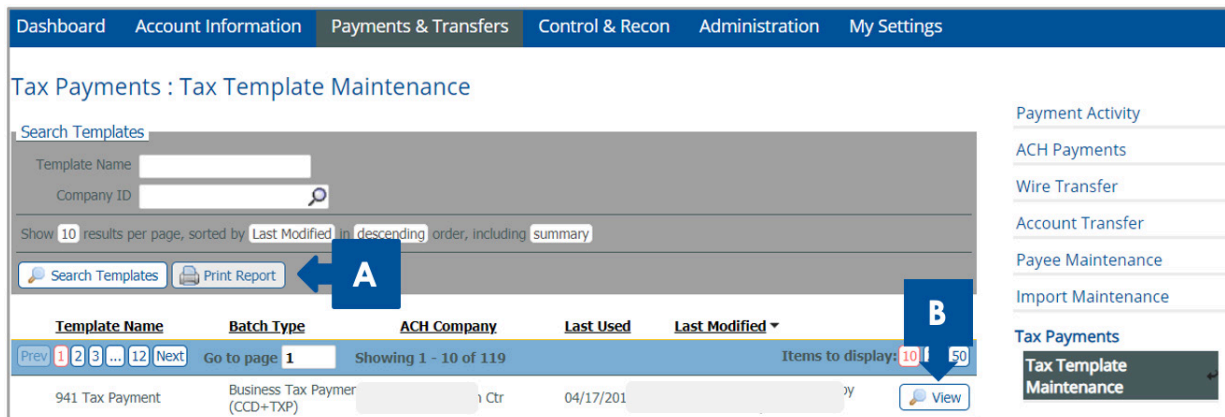 Dashboard Account Information Payments & Transfers Control & Recon Administration My Settings
Tax Payments : Tax Template Maintenance
Search Templates
Template Name
Company ID
Show 10 results per page, sorted by Last Modified in descending order, including summary
Search Templates Print Report A
Template Name Batch Type ACH Company Last Used Last Modified
B
Prev 1 2 3 ... 12 Next Go to page 1 Showing 1 - 10 of 119 Items to display: 10 50
941 Tax Payment Business Tax Ctr 04/17/201 View
(CCD+TXP)
Payment Activity
ACH Payments
Wire Transfer
Account Transfer
Payee Maintenance
Import Maintenance
Tax Payments
Tax Template
Maintenance